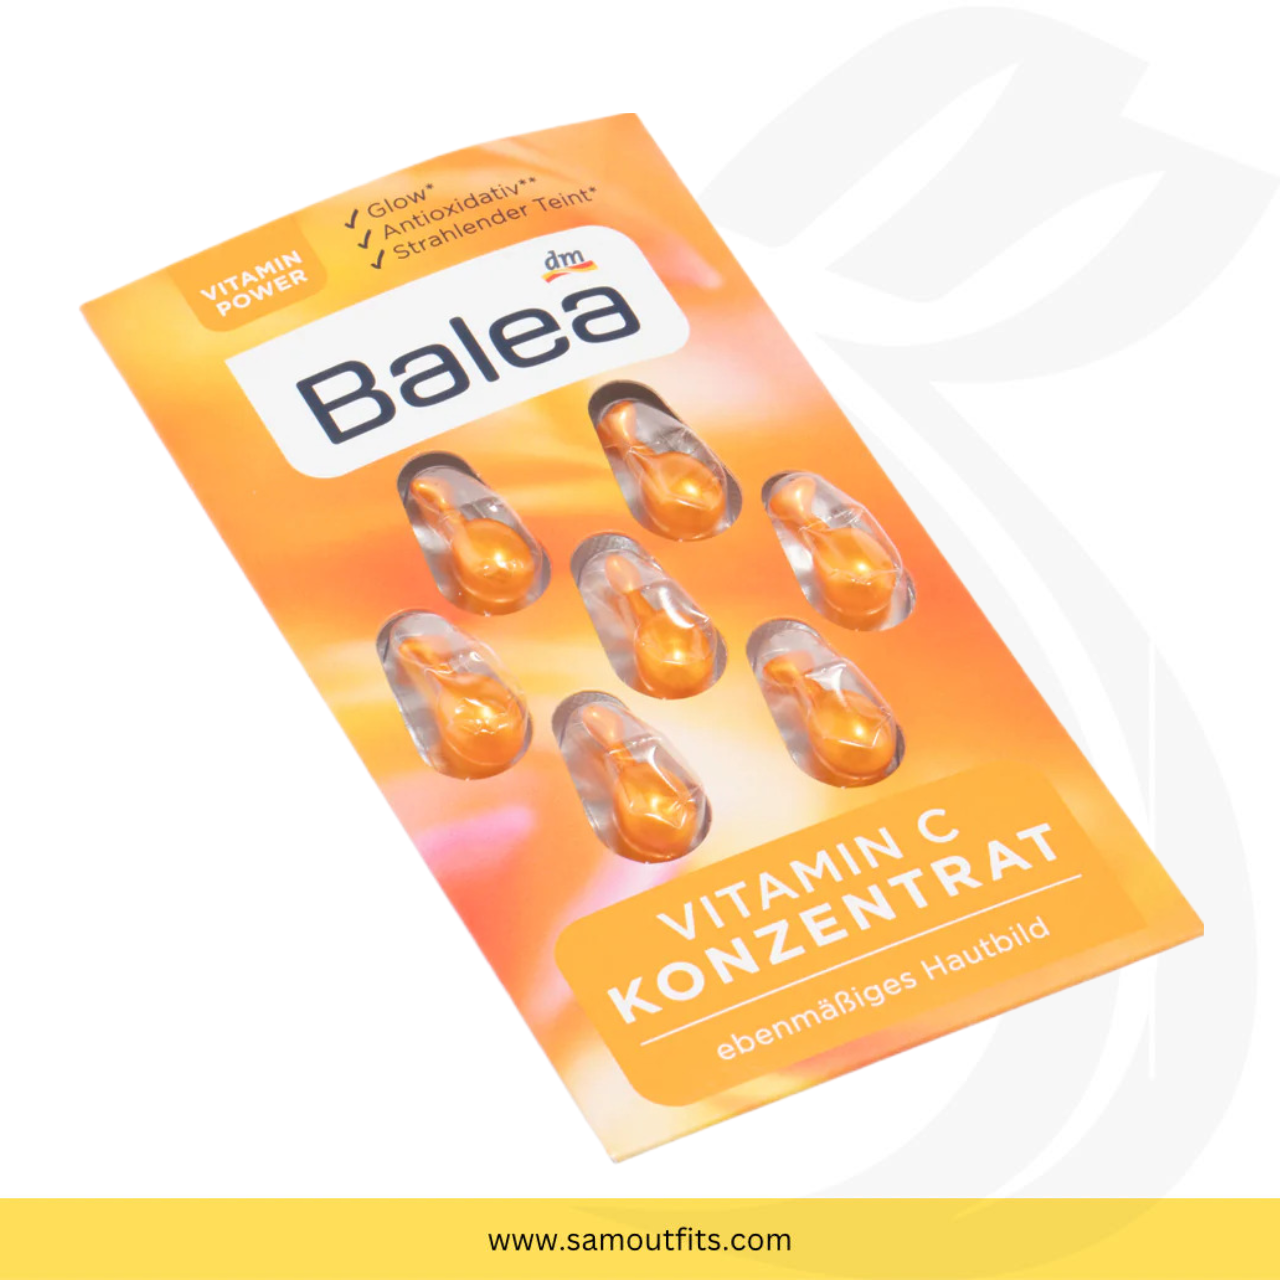 Glow*
Antioxidativ**
Strahlender Teint*
VITAMIN
POWER
dm
Balea
VITAMIN C
KONZENTRAT
ebenmäßiges Hautbild
www.samoutfits.com